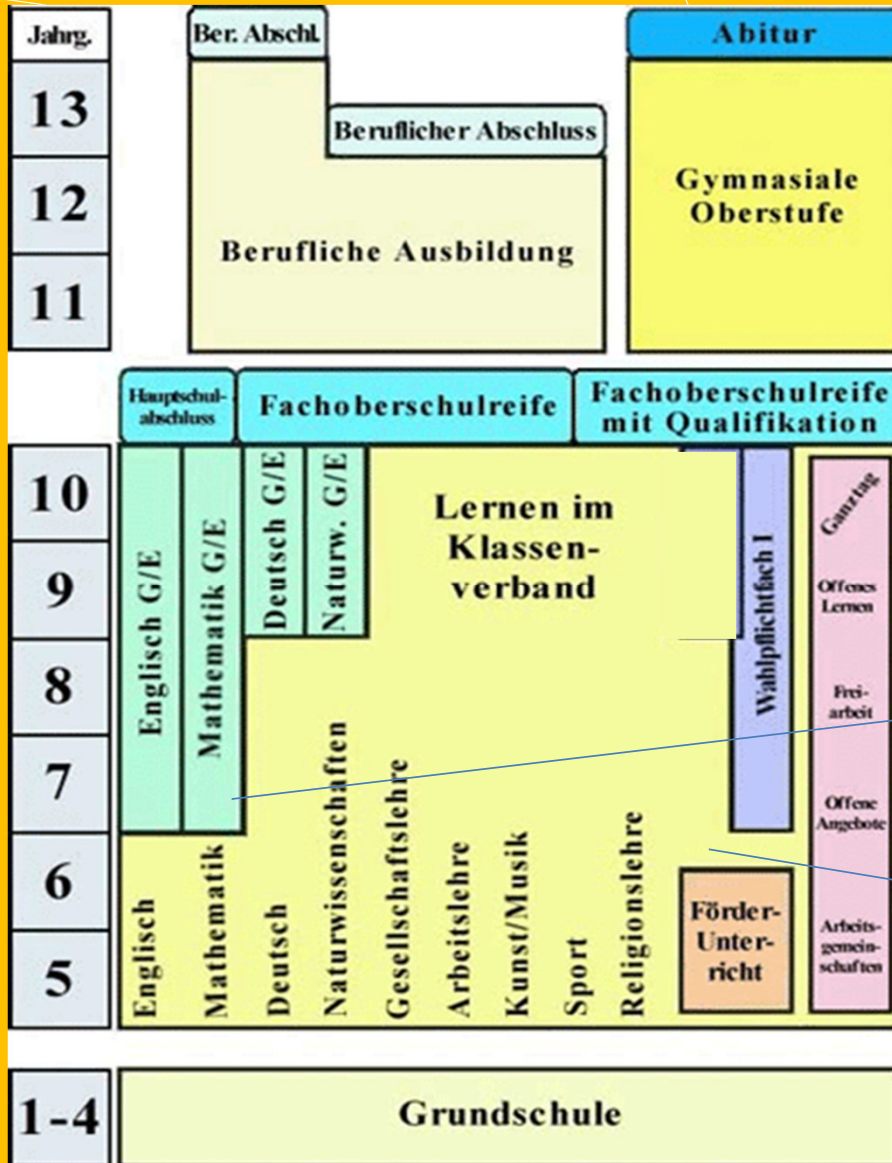 Jahrg.
Ber. Abschl.
Abitur
13
Beruflicher Abschluss
12
Gymnasiale
Oberstufe
Berufliche Ausbildung
11
Hauptschul-
abschluss
Fachoberschulreife
Fachoberschulreife
mit Qualifikation
10
9
8
7
6
5
Englisch G/E
Mathematik G/E
Deutsch G/E
Naturw. G/E
Lernen im
Klassen-
verband
Wahlpflichtfach 1
Ganztag
Offenes
Lernen
Frei-
arbeit
Offene
Angebote
Arbeits-
gemein-
schaften
Englisch
Mathematik
Deutsch
Naturwissenschaften
Gesellschaftslehre
Arbeitslehre
Kunst/Musik
Sport
Religionslehre
Förder-
Unter-
richt
1-4
Grundschule